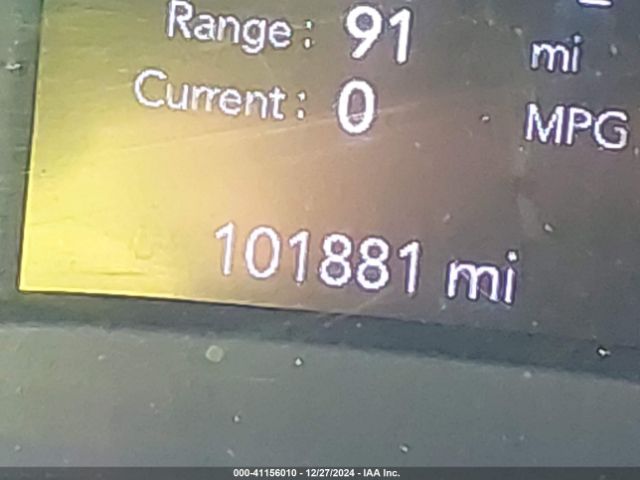 Range: 91 mi
Current: 0 MPG
101881 mi
000-41156010 - 12/27/2024 - IAA Inc.